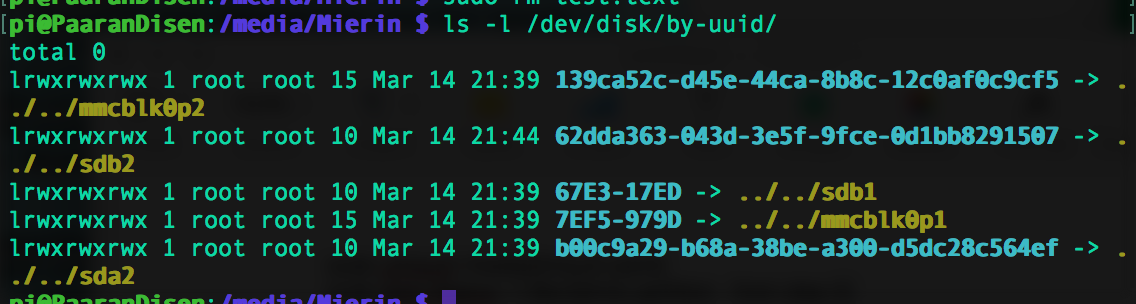 sudo rm test.text
[pi@PaaranDisen:/media/Mierin $ ls -l /dev/disk/by-uuid/ ]
total 0
lrwxrwxrwx 1 root root 15 Mar 14 21:39 139ca52c-d45e-44ca-8b8c-12c0af0c9cf5 -> .
./../mmcblk0p2
lrwxrwxrwx 1 root root 10 Mar 14 21:44 62dda363-043d-3e5f-9fce-0d1bb8291507 -> .
./../sdb2
lrwxrwxrwx 1 root root 10 Mar 14 21:39 67E3-17ED -> ../../sdb1
lrwxrwxrwx 1 root root 15 Mar 14 21:39 7EF5-979D -> ../../mmcblk0p1
lrwxrwxrwx 1 root root 10 Mar 14 21:39 b00c9a29-b68a-38be-a300-d5dc28c564ef -> .
./../sda2
pi@PaaranDisen:/media/Mierin $